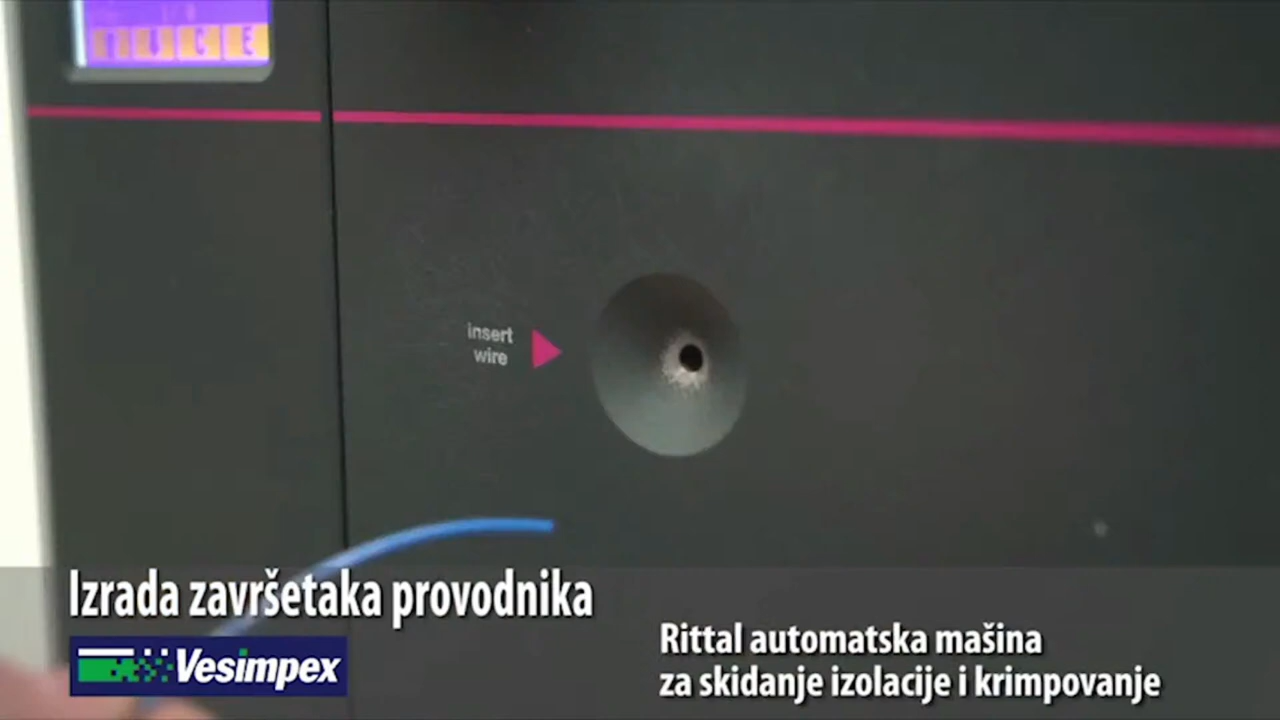 C E
insert
wire
Izrada završetaka provodnika
Vesimpex
Rittal automatska mašina
za skidanje izolacije i krimpovanje